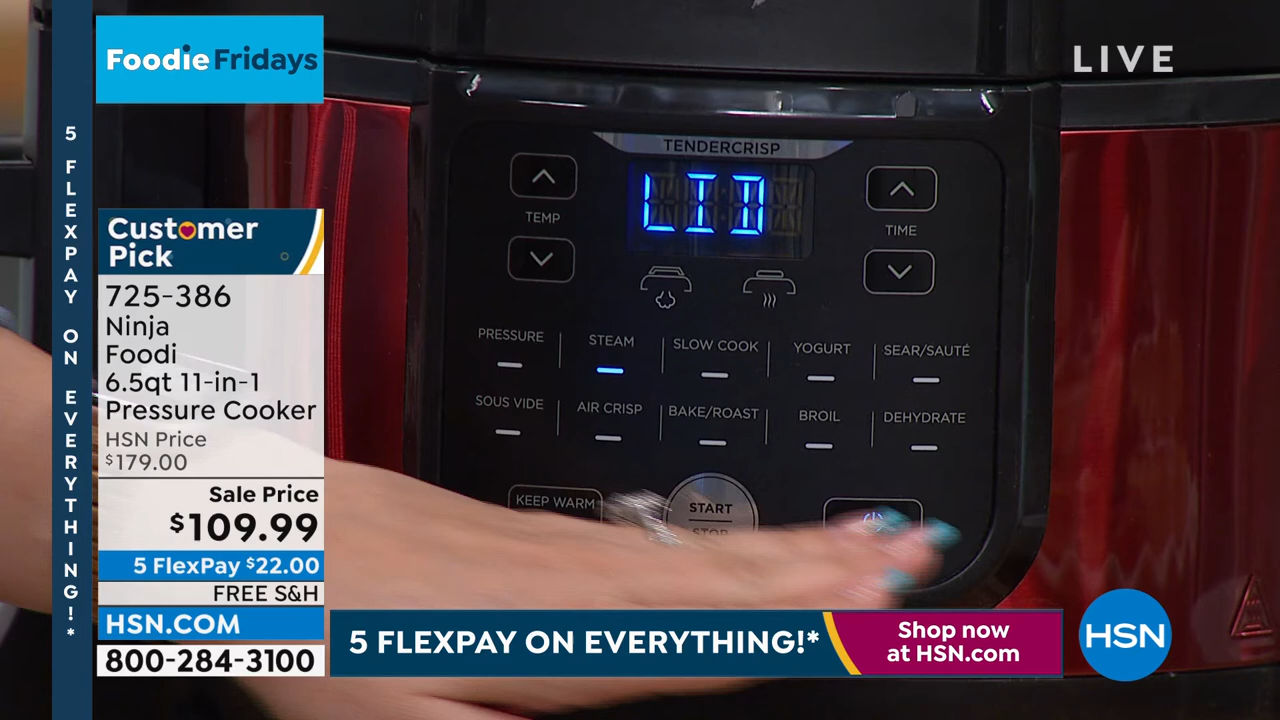 Foodie Fridays
LIVE
5 FLEXPAY ON EVERYTHING!*
Customer
Pick
725-386
Ninja
Foodi
6.5qt 11-in-1
Pressure Cooker
HSN Price
$179.00
Sale Price
$109.99
5 FlexPay $22.00
FREE S&H
HSN.COM
800-284-3100
TENDERCRISP
LID
TEMP
TIME
PRESSURE
STEAM
SLOW COOK
YOGURT
SEAR/SAUTÉ
SOUS VIDE
AIR CRISP
BAKE/ROAST
BROIL
DEHYDRATE
KEEP WARM
START
STOP
5 FLEXPAY ON EVERYTHING!*
Shop now
at HSN.com
HSN